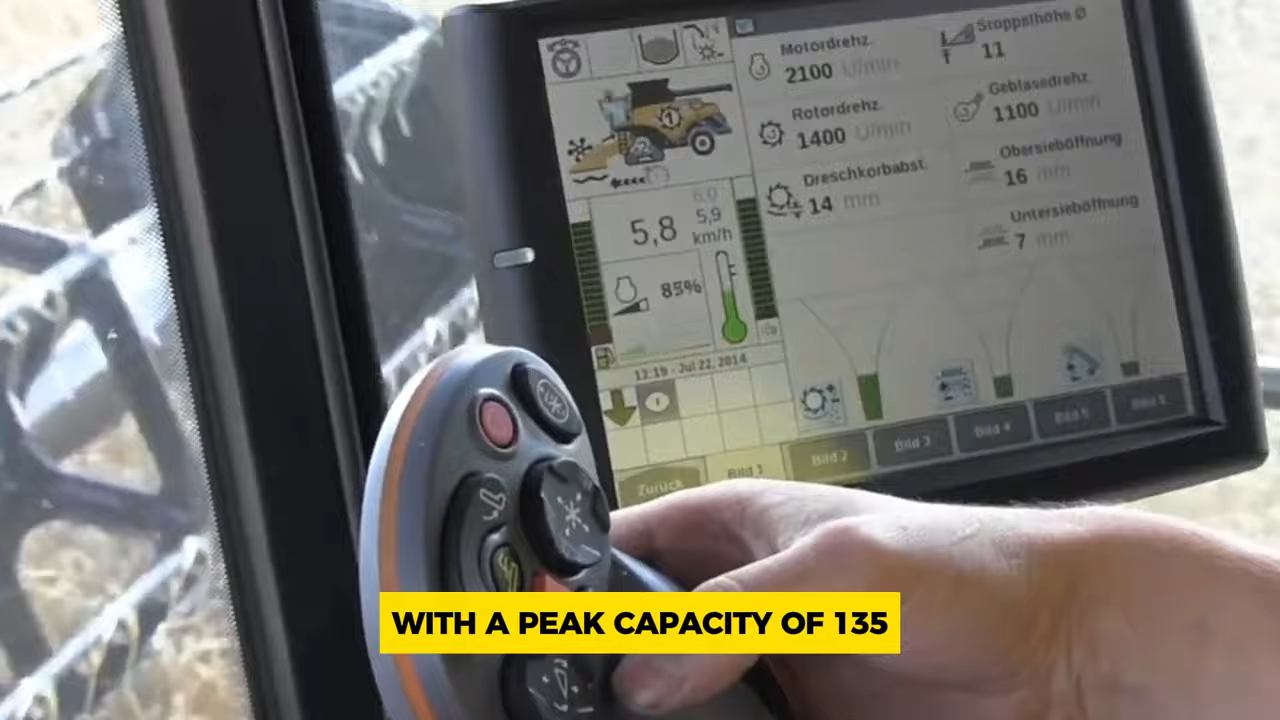 Motordrehz.
2100 U/min
Rotordrehz.
1400 U/min
Dreschkorbabst.
14 mm
Stoppelhöhe Ø
11
Geblasedrehz.
1100 U/min
Obersieböffnung
16 mm
Untersieböffnung
7 mm
6,0
5,8
5,9
km/h
85%
12:19 - Jul 22, 2014
Zurück
Bild 1
Bild 2
Bild 3
Bild 4
Bild 5
Bild 6
WITH A PEAK CAPACITY OF 135